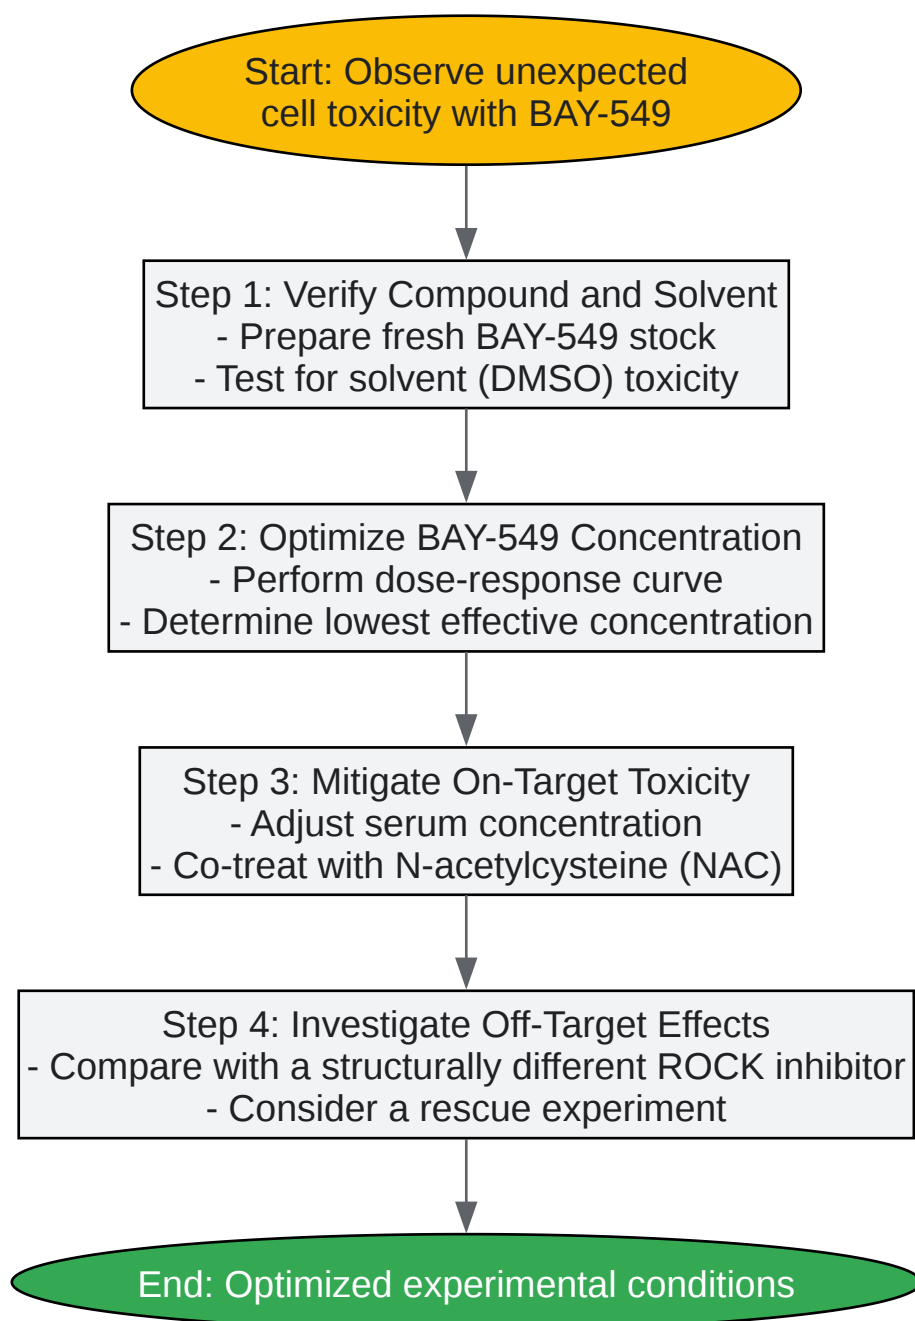 Start: Observe unexpected
cell toxicity with BAY-549
Step 1: Verify Compound and Solvent
- Prepare fresh BAY-549 stock
- Test for solvent (DMSO) toxicity
Step 2: Optimize BAY-549 Concentration
- Perform dose-response curve
- Determine lowest effective concentration
Step 3: Mitigate On-Target Toxicity
- Adjust serum concentration
- Co-treat with N-acetylcysteine (NAC)
Step 4: Investigate Off-Target Effects
- Compare with a structurally different ROCK inhibitor
- Consider a rescue experiment
End: Optimized experimental conditions